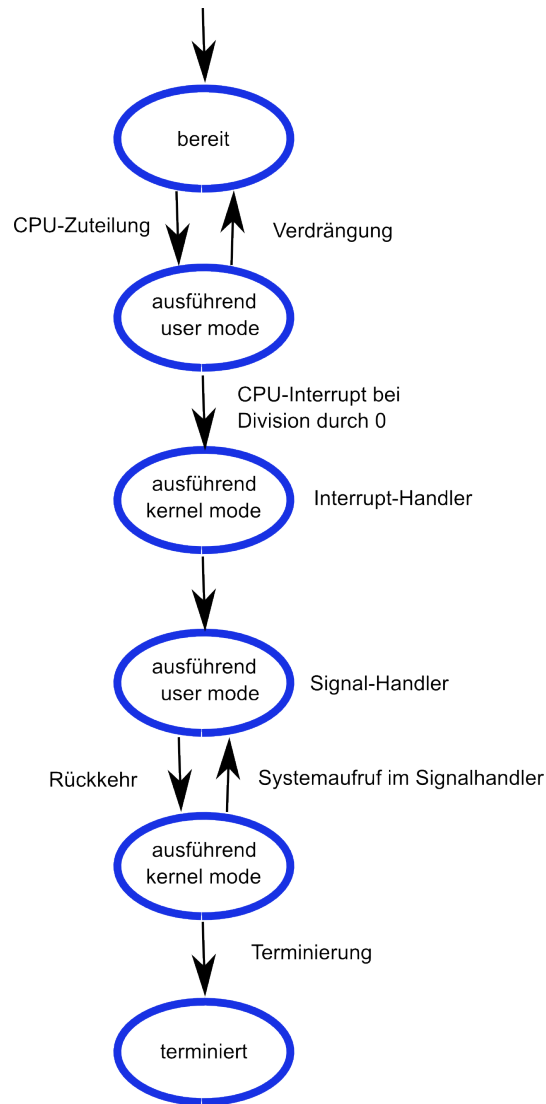 bereit
CPU-Zuteilung
Verdrängung
ausführend
user mode
CPU-Interrupt bei
Division durch 0
ausführend
kernel mode
Interrupt-Handler
ausführend
user mode
Signal-Handler
Rückkehr
Systemaufruf im Signalhandler
ausführend
kernel mode
Terminierung
terminiert